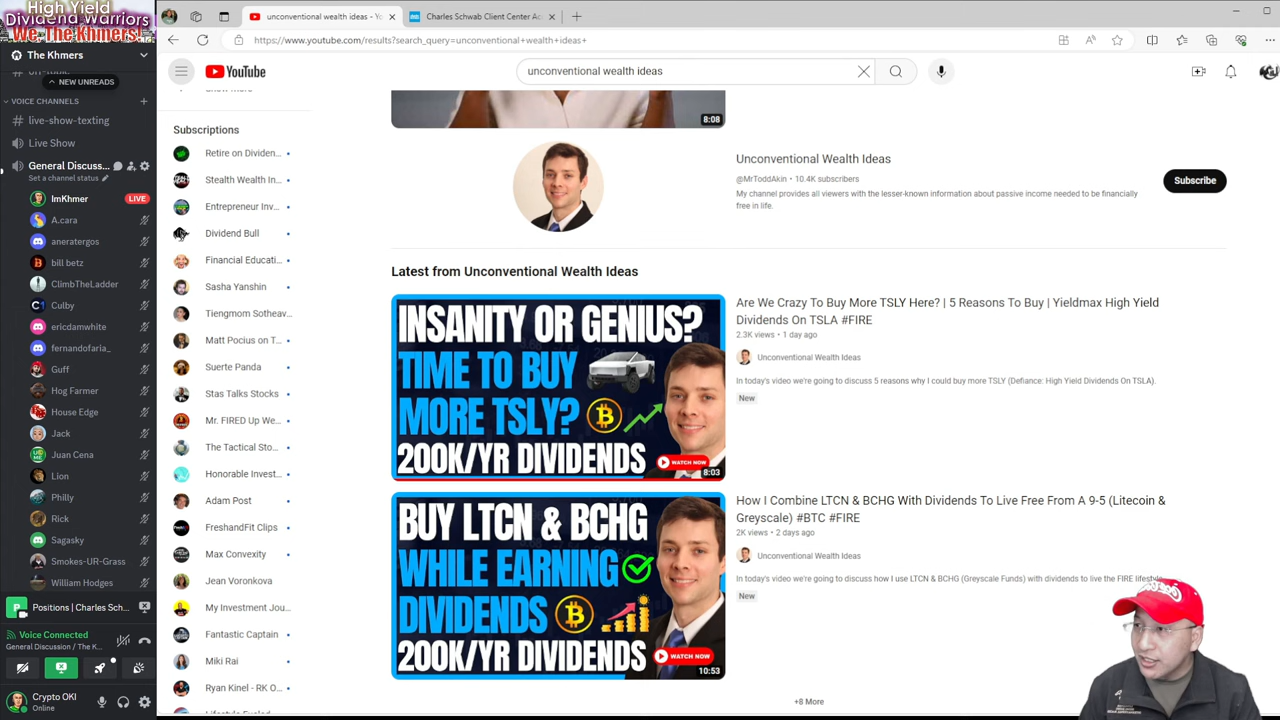 High Yield
Dividend Warriors
We The Khmers!
The Khmers
NEW UNREADS
VOICE CHANNELS
live-show-texting
Live Show
General Discuss...
Set a channel status
ImKhmer
LIVE
A.cara
aneratergos
bill betz
ClimbTheLadder
Culby
ericdamwhite
fernandofaria_
Guff
Hog Farmer
House Edge
Jack
Juan Cena
Lion
Philly
Rick
Sagasky
Smokes-UR-Grass
William Hodges
Positions | Charles Sch...
Voice Connected
General Discussion / The K...
Crypto OKI
Online
unconventional wealth ideas - Yo
Charles Schwab Client Center Ac
https://www.youtube.com/results?search_query=unconventional+wealth+ideas+
YouTube
unconventional wealth ideas
Subscriptions
Retire on Dividen...
Stealth Wealth In...
Entrepreneur Inv...
Dividend Bull
Financial Educati...
Sasha Yanshin
Tiengmom Sotheav...
Matt Pocius on T...
Suerte Panda
Stas Talks Stocks
Mr. FIRED Up We...
The Tactical Sto...
Honorable Invest...
Adam Post
FreshandFit Clips
Max Convexity
Jean Voronkova
My Investment Jou...
Fantastic Captain
Miki Rai
Ryan Kinel - RK O...
8:08
Unconventional Wealth Ideas
@MrToddAkin • 10.4K subscribers
My channel provides all viewers with the lesser-known information about passive income needed to be financially
free in life.
Subscribe
Latest from Unconventional Wealth Ideas
INSANITY OR GENIUS?
TIME TO BUY
MORE TSLY?
200K/YR DIVIDENDS
WATCH NOW
8:03
Are We Crazy To Buy More TSLY Here? | 5 Reasons To Buy | Yieldmax High Yield
Dividends On TSLA #FIRE
2.3K views • 1 day ago
Unconventional Wealth Ideas
In today's video we're going to discuss 5 reasons why I could buy more TSLY (Defiance: High Yield Dividends On TSLA).
New
BUY LTCN & BCHG
WHILE EARNING
DIVIDENDS
200K/YR DIVIDENDS
WATCH NOW
10:53
How I Combine LTCN & BCHG With Dividends To Live Free From A 9-5 (Litecoin &
Greyscale) #BTC #FIRE
2K views • 2 days ago
Unconventional Wealth Ideas
In today's video we're going to discuss how I use LTCN & BCHG (Greyscale Funds) with dividends to live the FIRE lifestyle
New
+8 More